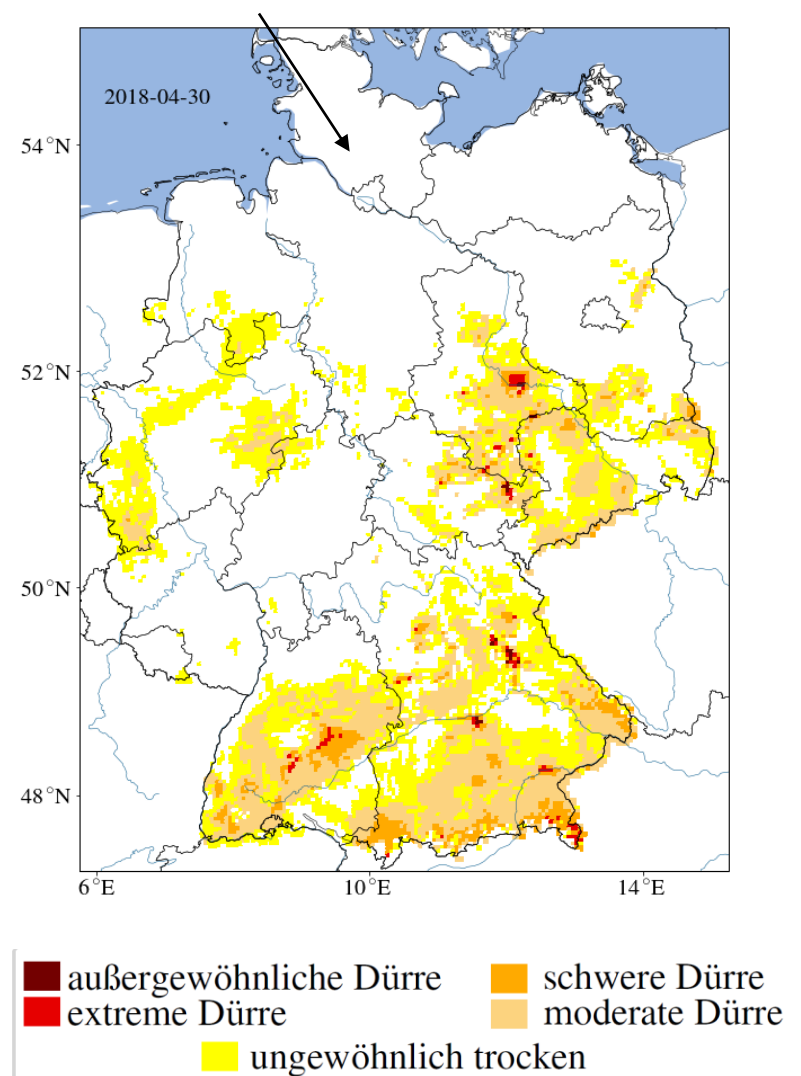 2018-04-30
54°N
52°N
50°N
48°N
6°E
10°E
14°E
außergewöhnliche Dürre
schwere Dürre
extreme Dürre
moderate Dürre
ungewöhnlich trocken